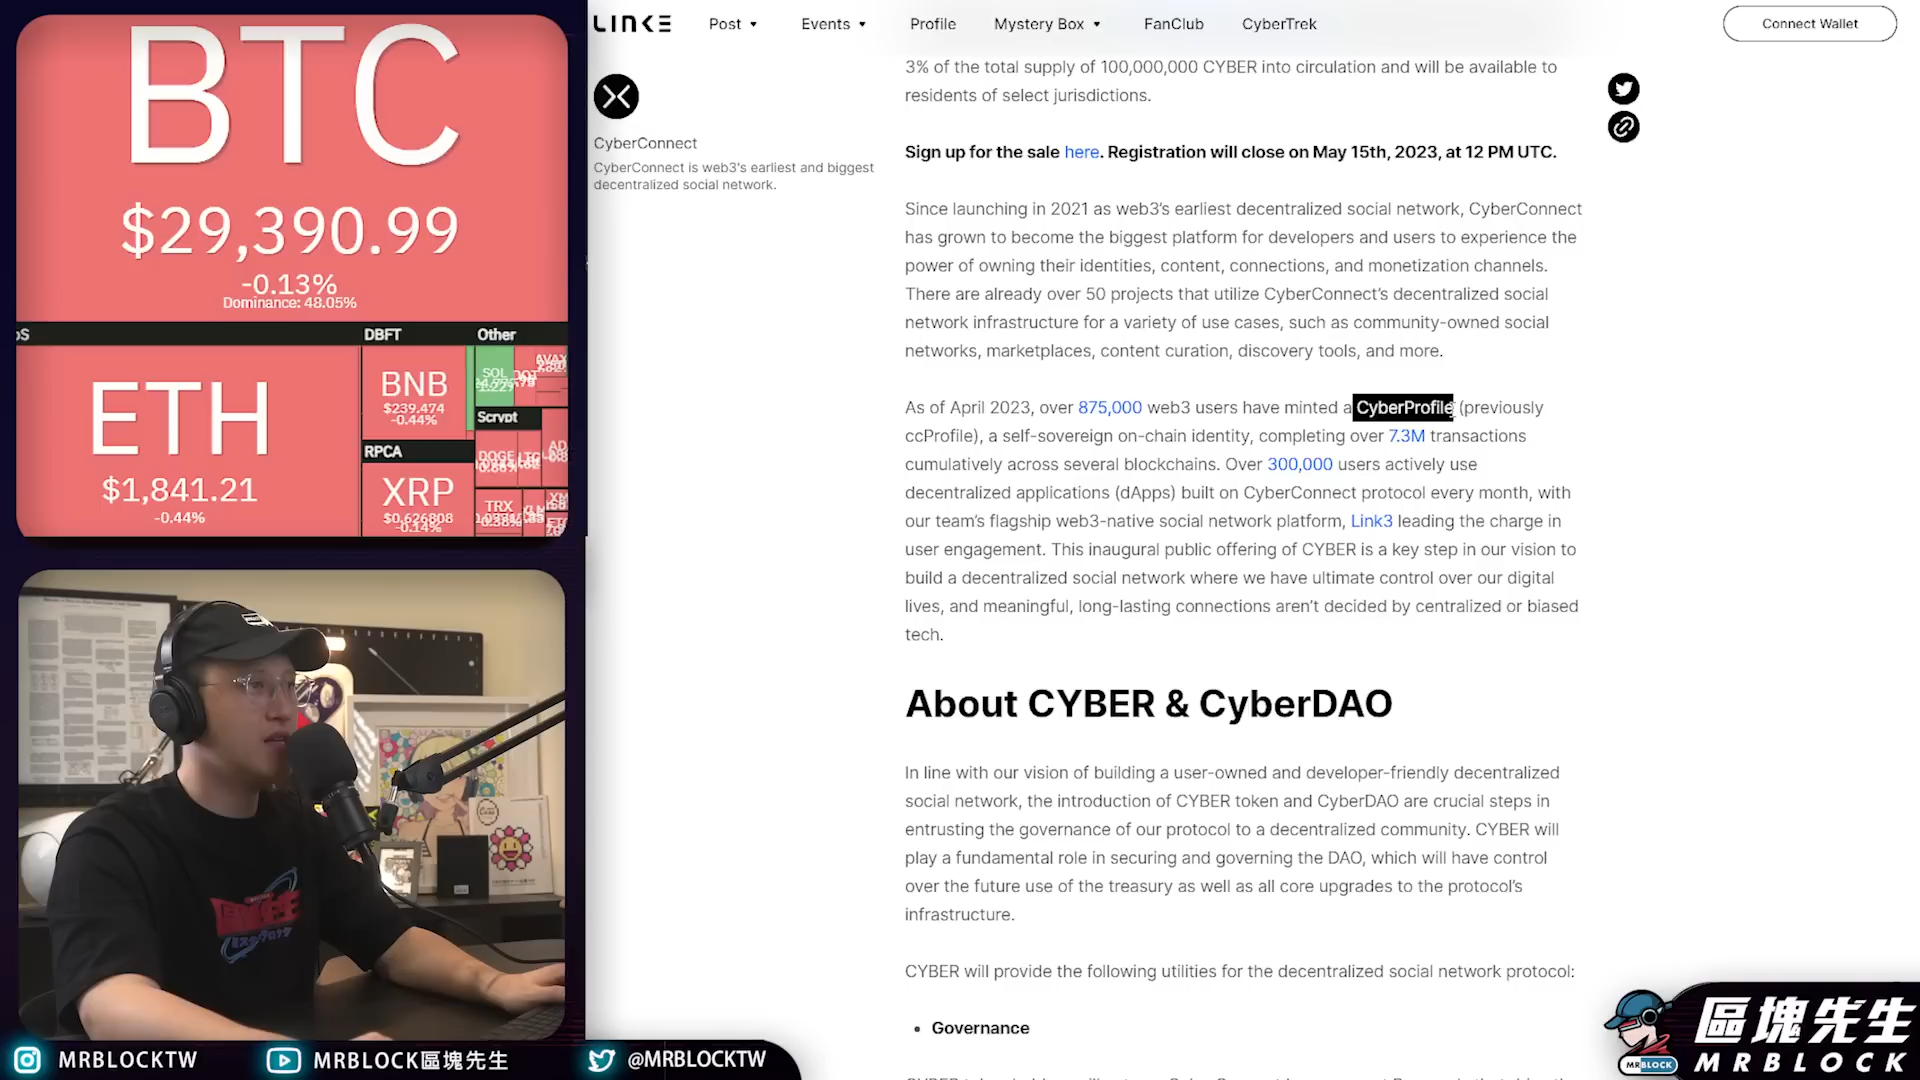 BTC
$29,390.99
-0.13%
Dominance: 48.05%
DBFT
Other
ETH
$1,841.21
-0.44%
BNB
$239.474
-0.44%
SOL
RPCA
XRP
$0.626808
-0.14%
Scrypt
DOGE
TRX
LINK3
Post
Events
Profile
Mystery Box
FanClub
CyberTrek
Connect Wallet
CyberConnect
CyberConnect is web3's earliest and biggest
decentralized social network.
3% of the total supply of 100,000,000 CYBER into circulation and will be available to
residents of select jurisdictions.
Sign up for the sale here. Registration will close on May 15th, 2023, at 12 PM UTC.
Since launching in 2021 as web3’s earliest decentralized social network, CyberConnect
has grown to become the biggest platform for developers and users to experience the
power of owning their identities, content, connections, and monetization channels.
There are already over 50 projects that utilize CyberConnect’s decentralized social
network infrastructure for a variety of use cases, such as community-owned social
networks, marketplaces, content curation, discovery tools, and more.
As of April 2023, over 875,000 web3 users have minted a CyberProfile (previously
ccProfile), a self-sovereign on-chain identity, completing over 7.3M transactions
cumulatively across several blockchains. Over 300,000 users actively use
decentralized applications (dApps) built on CyberConnect protocol every month, with
our team’s flagship web3-native social network platform, Link3 leading the charge in
user engagement. This inaugural public offering of CYBER is a key step in our vision to
build a decentralized social network where we have ultimate control over our digital
lives, and meaningful, long-lasting connections aren’t decided by centralized or biased
tech.
About CYBER & CyberDAO
In line with our vision of building a user-owned and developer-friendly decentralized
social network, the introduction of CYBER token and CyberDAO are crucial steps in
entrusting the governance of our protocol to a decentralized community. CYBER will
play a fundamental role in securing and governing the DAO, which will have control
over the future use of the treasury as well as all core upgrades to the protocol’s
infrastructure.
CYBER will provide the following utilities for the decentralized social network protocol:
• Governance
MRBLOCKTW
MRBLOCK區塊先生
@MRBLOCKTW
區塊先生
MRBLOCK
MRBLOCK